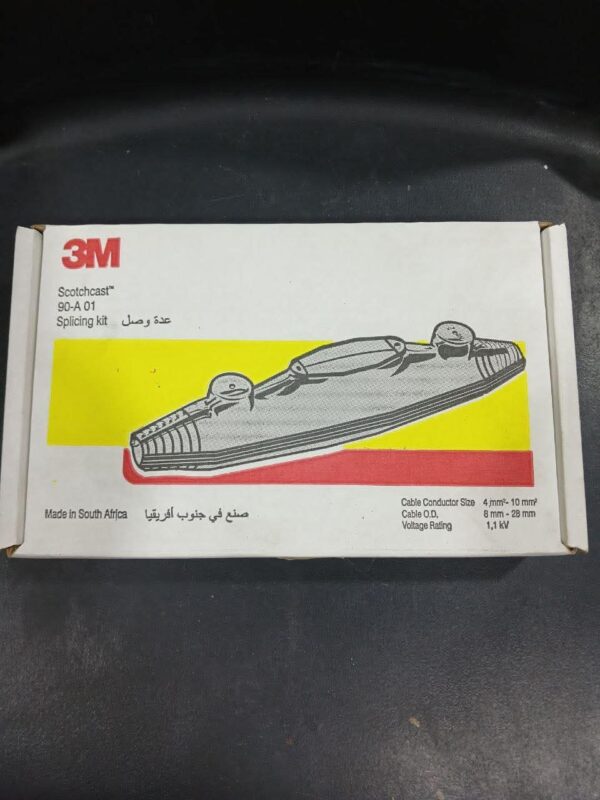 3M
Scotchcast™
90-A 01
Splicing kit عدة وصل
Made in South Africa صنع في جنوب أفريقيا
Cable Conductor Size 4 mm²- 10 mm²
Cable O.D. 8 mm - 28 mm
Voltage Rating 1,1 kV